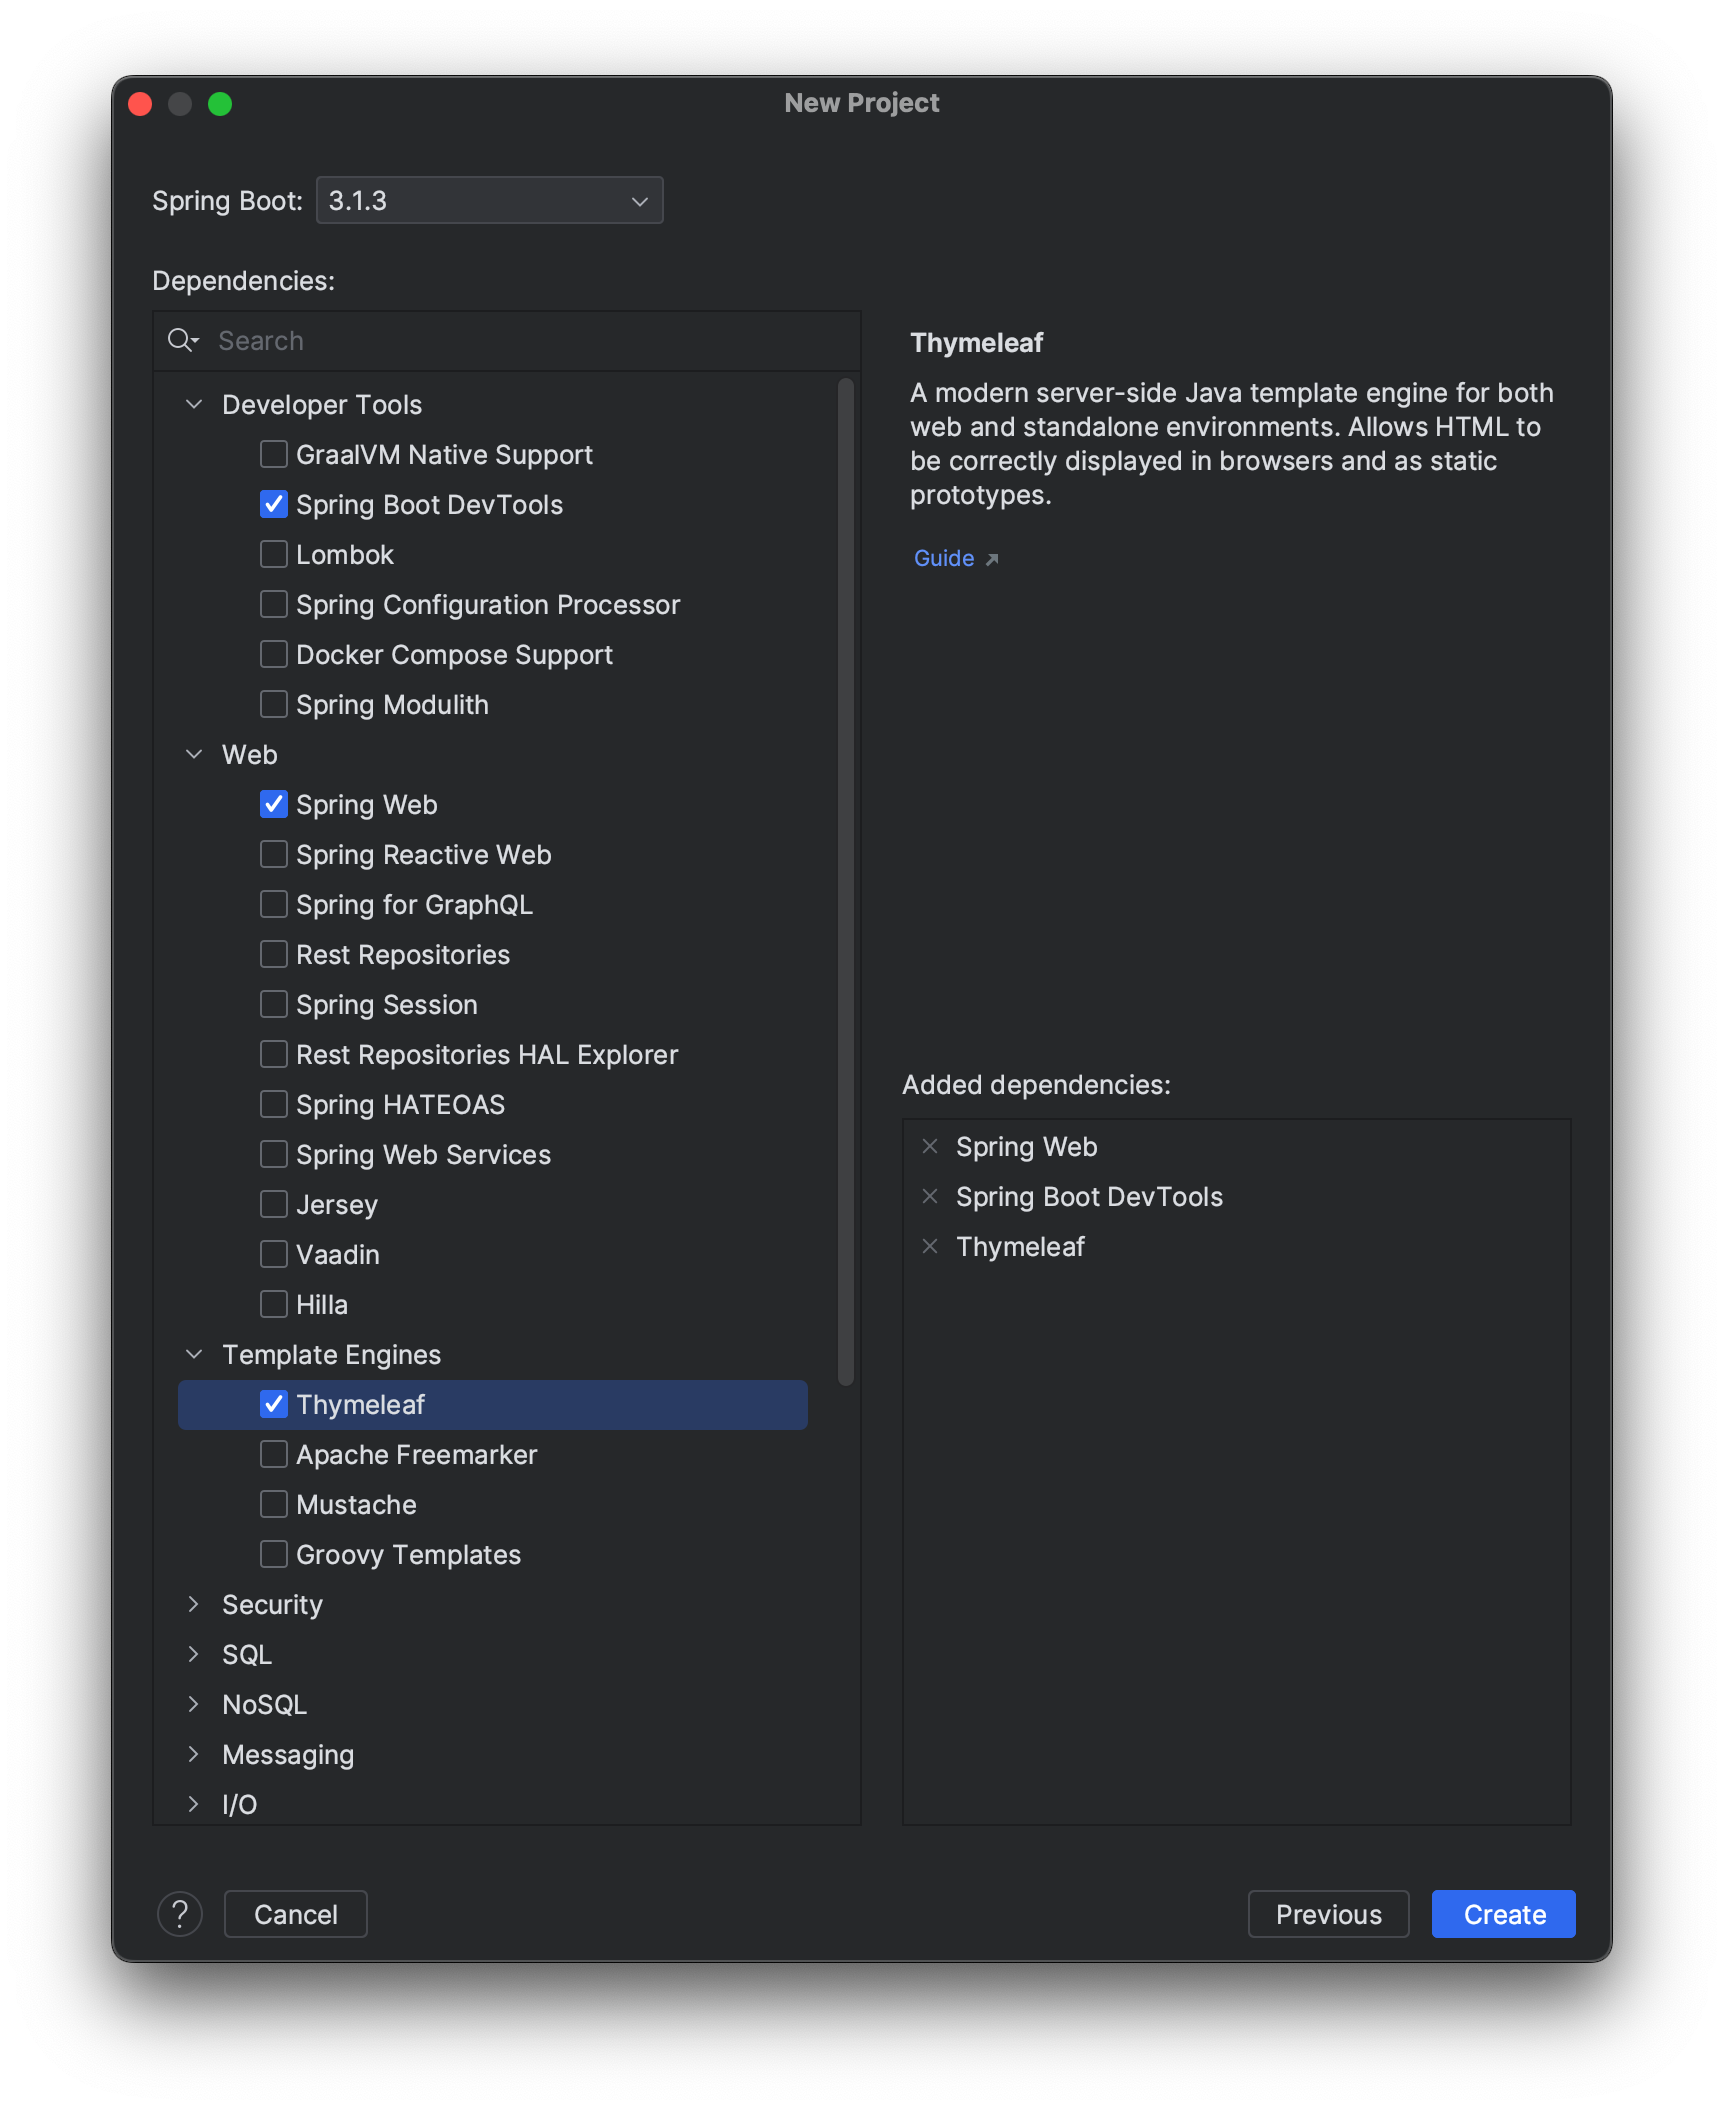 New Project
Spring Boot: 3.1.3
Dependencies:
Search
Developer Tools
GraalVM Native Support
Spring Boot DevTools
Lombok
Spring Configuration Processor
Docker Compose Support
Spring Modulith
Web
Spring Web
Spring Reactive Web
Spring for GraphQL
Rest Repositories
Spring Session
Rest Repositories HAL Explorer
Spring HATEOAS
Spring Web Services
Jersey
Vaadin
Hilla
Template Engines
Thymeleaf
Apache Freemarker
Mustache
Groovy Templates
Security
SQL
NoSQL
Messaging
I/O
Thymeleaf
A modern server-side Java template engine for both
web and standalone environments. Allows HTML to
be correctly displayed in browsers and as static
prototypes.
Guide
Added dependencies:
Spring Web
Spring Boot DevTools
Thymeleaf
?
Cancel
Previous
Create